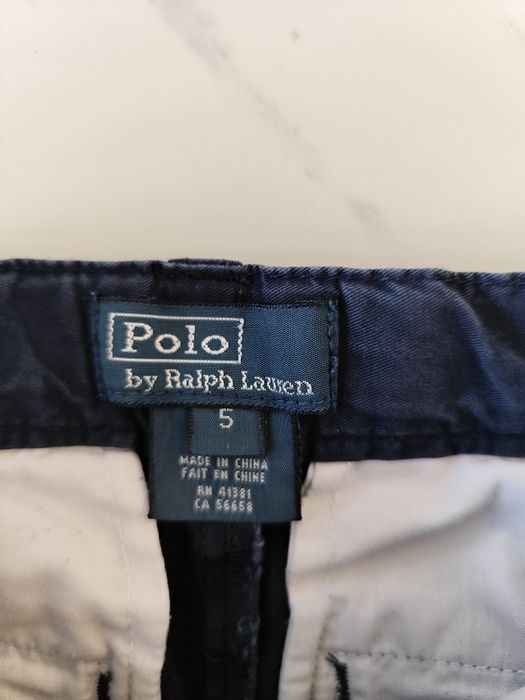 Polo
by Ralph Lauren
5
MADE IN CHINA
FAIT EN CHINE
RN 41381
CA 56658